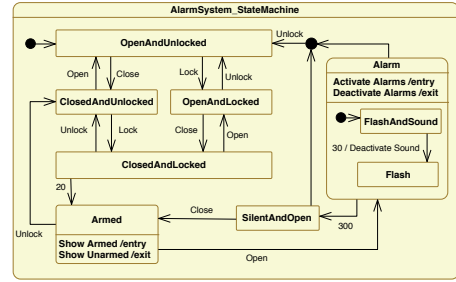 AlarmSystem_StateMachine
OpenAndUnlocked
Unlock
Open
Close
Lock
Unlock
Alarm
Activate Alarms /entry
Deactivate Alarms /exit
ClosedAndUnlocked
OpenAndLocked
FlashAndSound
Unlock
Lock
Close
Open
30 / Deactivate Sound
ClosedAndLocked
Flash
20
Armed
Close
SilentAndOpen
300
Unlock
Show Armed /entry
Show Unarmed /exit
Open